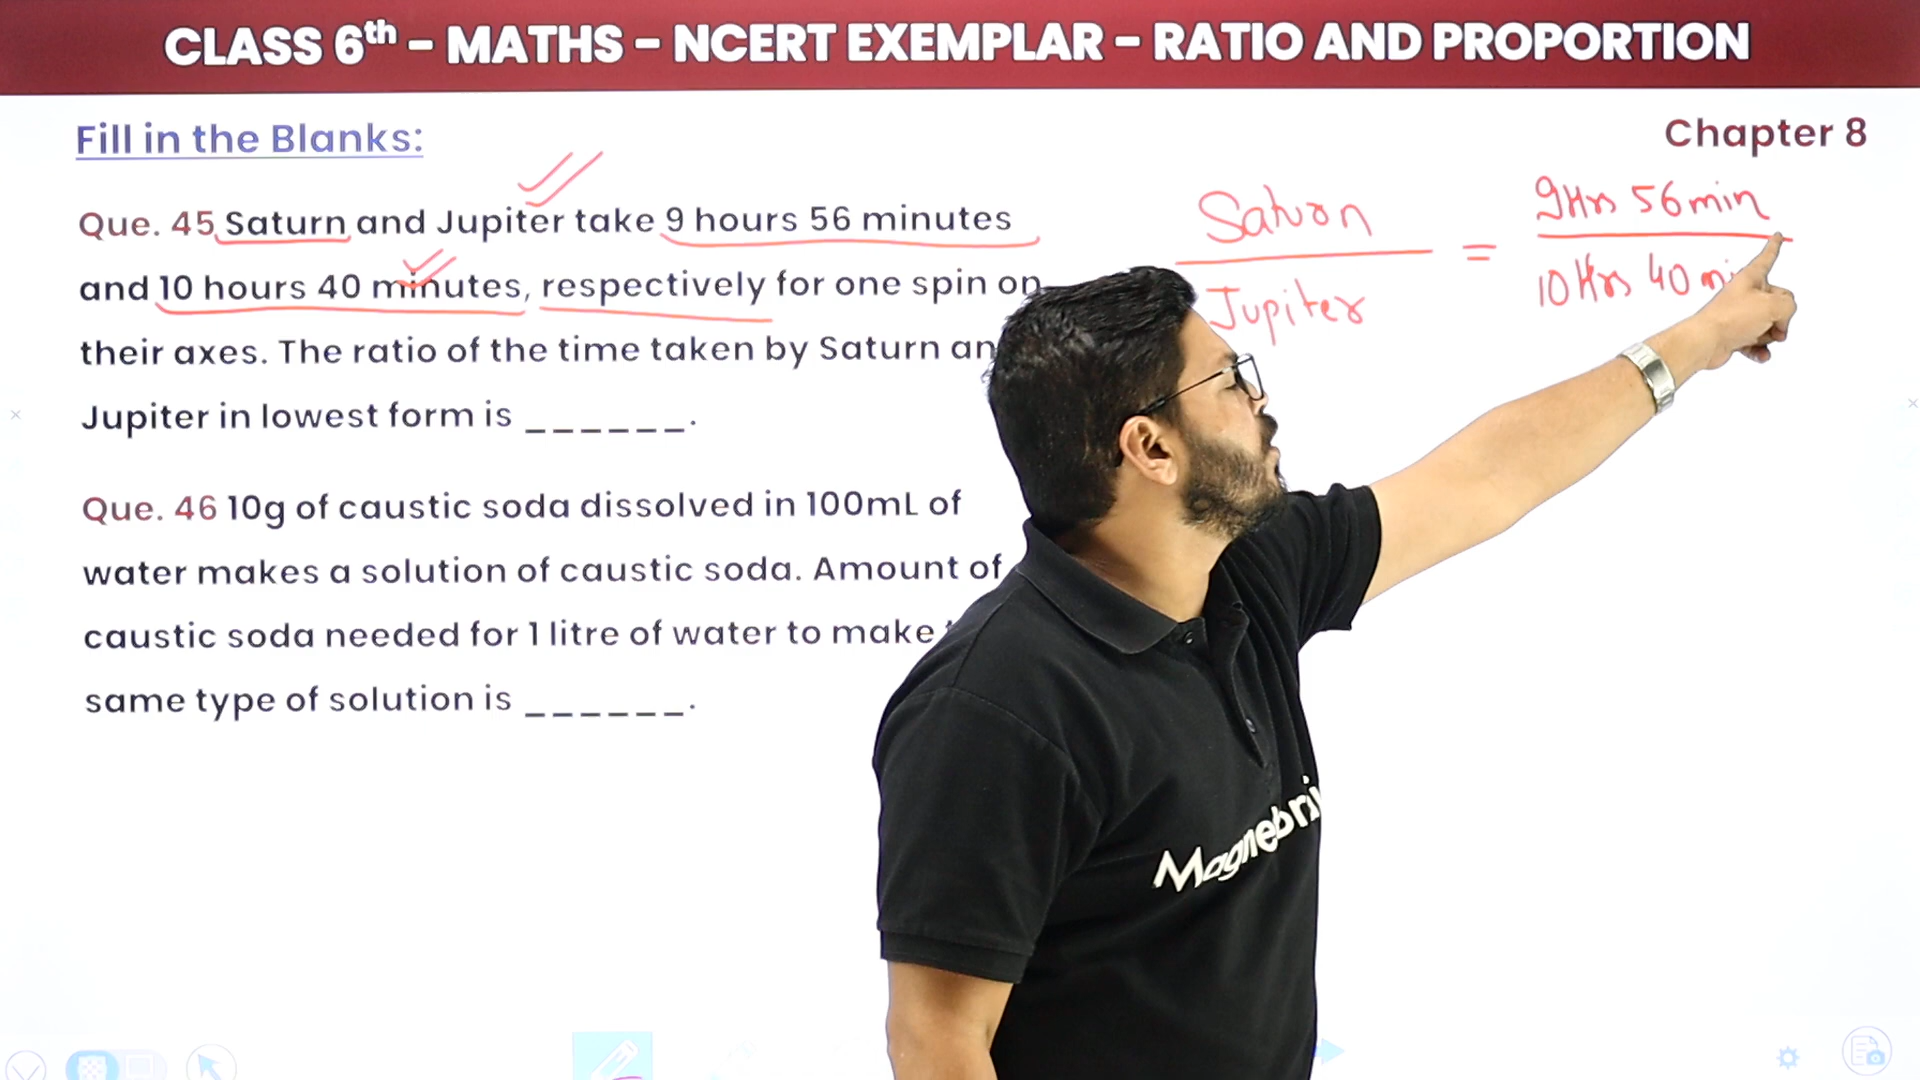 CLASS 6th - MATHS - NCERT EXEMPLAR - RATIO AND PROPORTION
Fill in the Blanks:
Chapter 8
Que. 45 Saturn and Jupiter take 9 hours 56 minutes
and 10 hours 40 minutes, respectively for one spin on
their axes. The ratio of the time taken by Saturn an
Jupiter in lowest form is ______.
Saturn
Jupiter
=
9Hrs 56min
10Hrs 40
Que. 46 10g of caustic soda dissolved in 100mL of
water makes a solution of caustic soda. Amount of
caustic soda needed for 1 litre of water to make
same type of solution is ______.
Magnebri